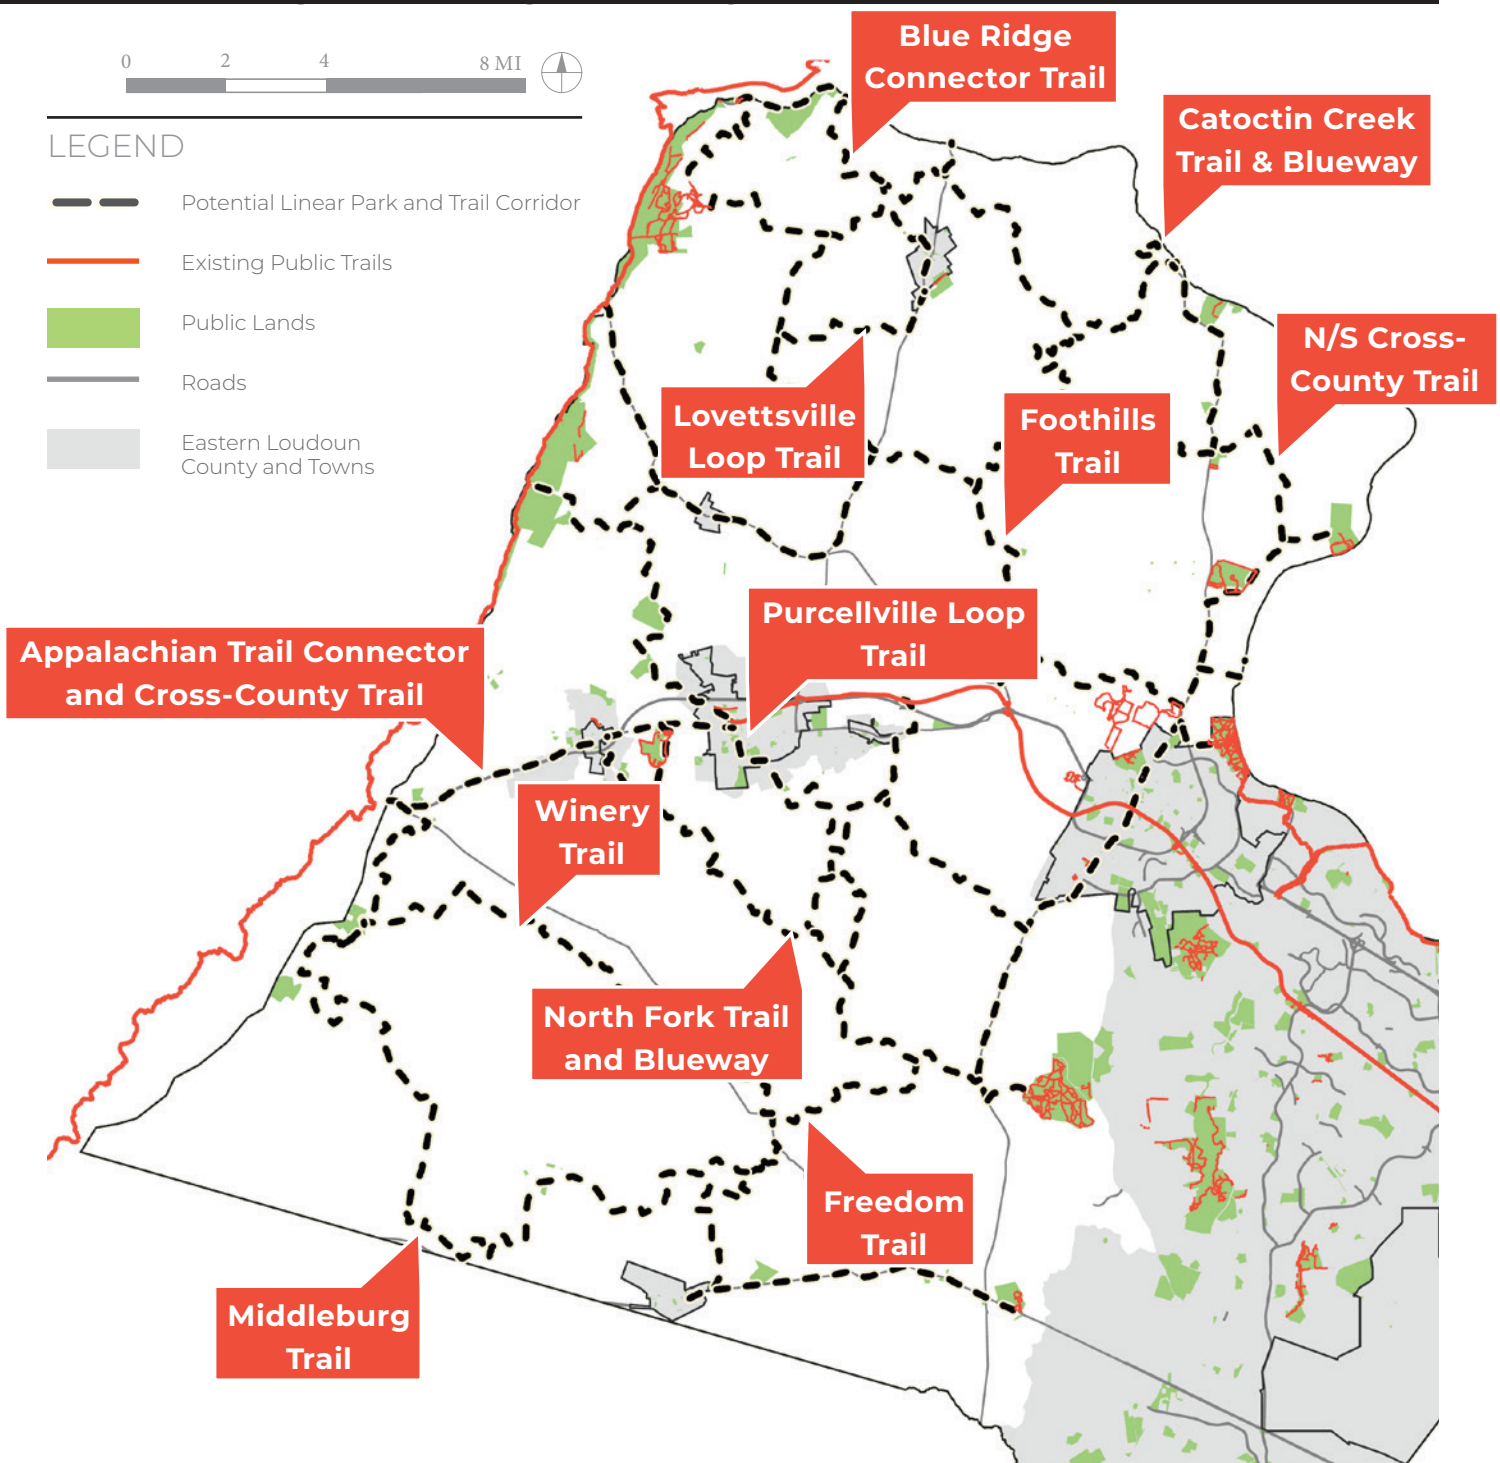 0 2 4 8 MI
LEGEND
Potential Linear Park and Trail Corridor
Existing Public Trails
Public Lands
Roads
Eastern Loudoun
County and Towns
Blue Ridge
Connector Trail
Catoctin Creek
Trail & Blueway
N/S Cross-
County Trail
Lovettsville
Loop Trail
Foothills
Trail
Purcellville Loop
Trail
Appalachian Trail Connector
and Cross-County Trail
Winery
Trail
North Fork Trail
and Blueway
Freedom
Trail
Middleburg
Trail